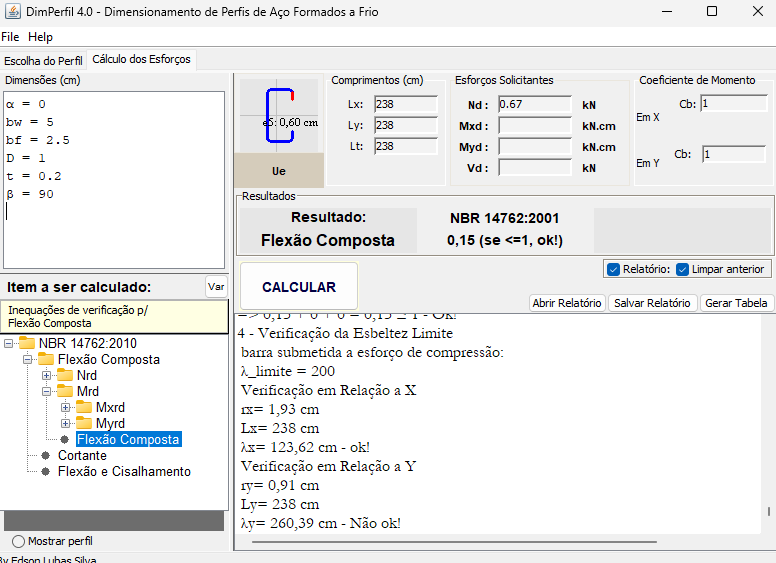 DimPerfil 4.0 - Dimensionamento de Perfis de Aço Formados a Frio
File Help
Escolha do Perfil Cálculo dos Esforços
Dimensões (cm)
α = 0
bw = 5
bf = 2.5
D = 1
t = 0.2
β = 90
e5: 0,60 cm
Ue
Comprimentos (cm)
Lx: 238
Ly: 238
Lt: 238
Esforços Solicitantes
Nd : 0.67 kN
Mxd : kN.cm
Myd : kN.cm
Vd : kN
Coeficiente de Momento
Em X Cb: 1
Em Y Cb: 1
Resultados
Resultado: NBR 14762:2001
Flexão Composta 0,15 (se <=1, ok!)
Item a ser calculado: Var
Inequações de verificação p/
Flexão Composta
NBR 14762:2010
Flexão Composta
Nrd
Mrd
Mxrd
Myrd
Flexão Composta
Cortante
Flexão e Cisalhamento
Mostrar perfil
By Edson Lubas Silva
CALCULAR
Relatório: Limpar anterior
Abrir Relatório Salvar Relatório Gerar Tabela
=> 0,15 + 0 + 0 = 0,15 ≤ 1 - Ok!
4 - Verificação da Esbeltez Limite
barra submetida a esforço de compressão:
λ_limite = 200
Verificação em Relação a X
rx= 1,93 cm
Lx= 238 cm
λx= 123,62 cm - ok!
Verificação em Relação a Y
ry= 0,91 cm
Ly= 238 cm
λy= 260,39 cm - Não ok!